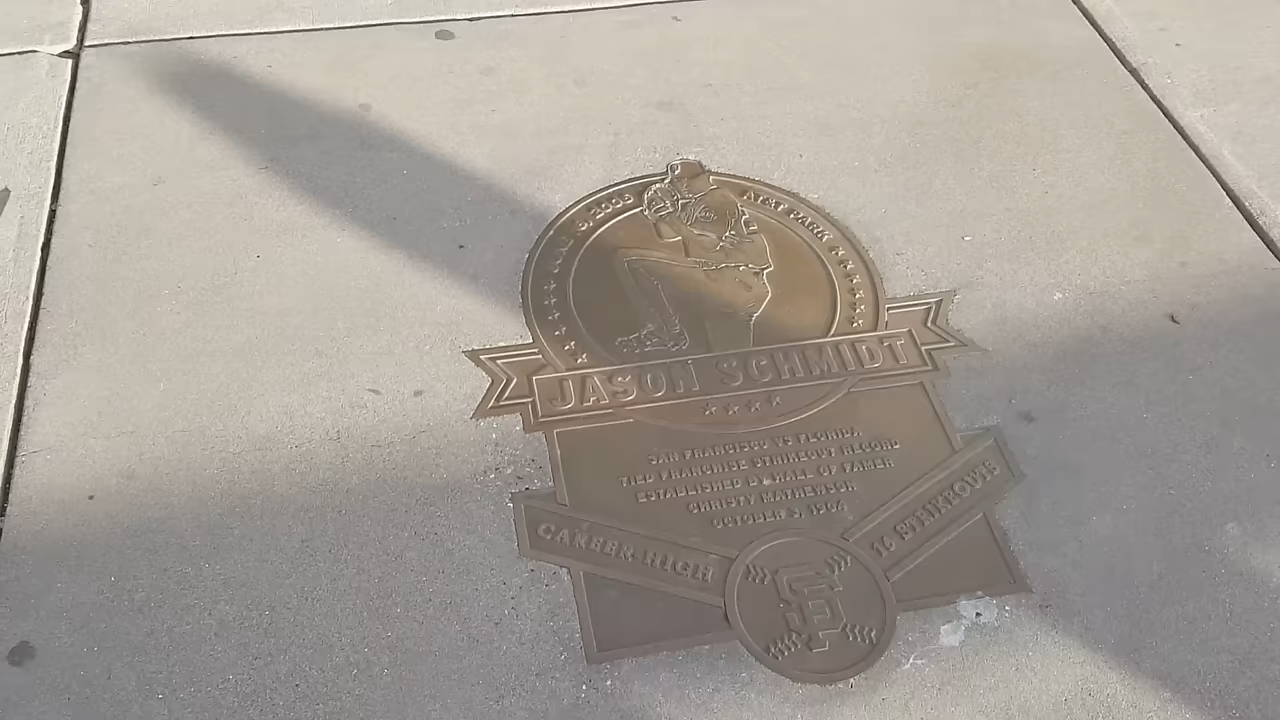 AT&T PARK
JASON SCHMIDT
SAN FRANCISCO VS FLORIDA
TIED FRANCHISE STRIKEOUT RECORD
ESTABLISHED BY HALL OF FAMER
CHRISTY MATHEWSON
OCTOBER 3, 1904
CAREER HIGH
16 STRIKEOUTS
SF